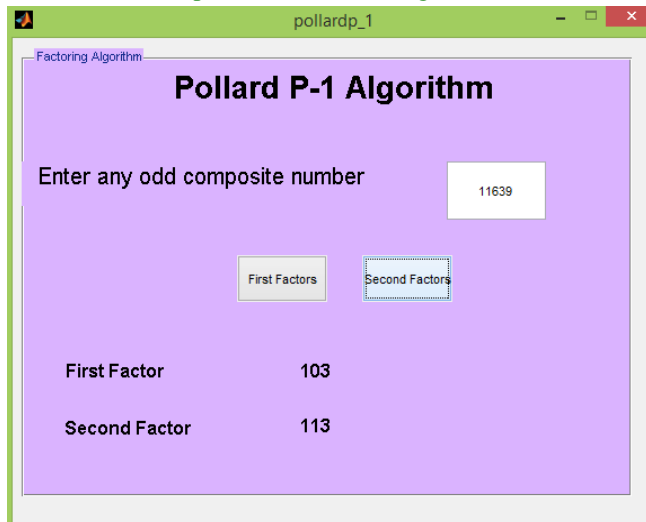 pollardp_1
Factoring Algorithm
Pollard P-1 Algorithm
Enter any odd composite number
11639
First Factors
Second Factors
First Factor 103
Second Factor 113